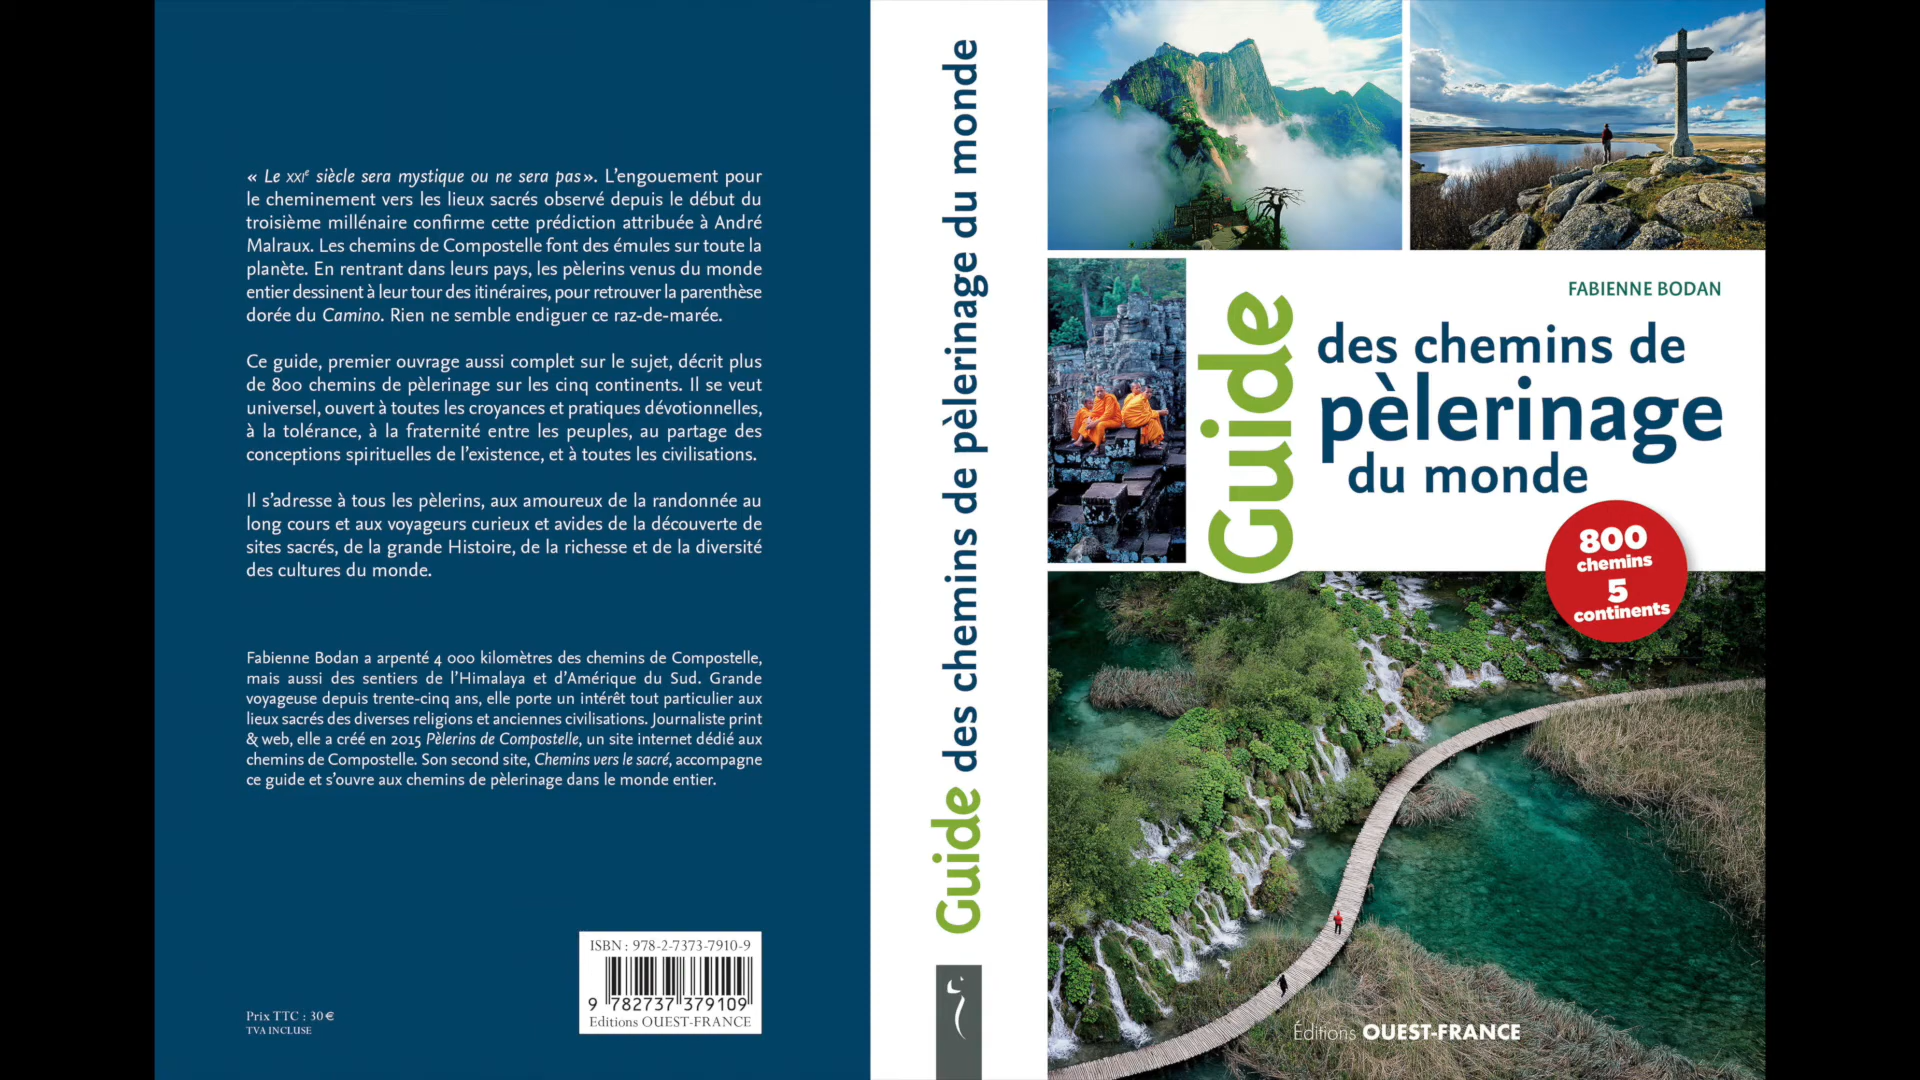 « Le XXIe siècle sera mystique ou ne sera pas ». L’engouement pour
le cheminement vers les lieux sacrés observé depuis le début du
troisième millénaire confirme cette prédiction attribuée à André
Malraux. Les chemins de Compostelle font des émules sur toute la
planète. En rentrant dans leurs pays, les pèlerins venus du monde
entier dessinent à leur tour des itinéraires, pour retrouver la parenthèse
dorée du Camino. Rien ne semble endiguer ce raz-de-marée.
Ce guide, premier ouvrage aussi complet sur le sujet, décrit plus
de 800 chemins de pèlerinage sur les cinq continents. Il se veut
universel, ouvert à toutes les croyances et pratiques dévotionnelles,
à la tolérance, à la fraternité entre les peuples, au partage des
conceptions spirituelles de l’existence, et à toutes les civilisations.
Il s’adresse à tous les pèlerins, aux amoureux de la randonnée au
long cours et aux voyageurs curieux et avides de la découverte de
sites sacrés, de la grande Histoire, de la richesse et de la diversité
des cultures du monde.
Fabienne Bodan a arpenté 4 000 kilomètres des chemins de Compostelle,
mais aussi des sentiers de l’Himalaya et d’Amérique du Sud. Grande
voyageuse depuis trente-cinq ans, elle porte un intérêt tout particulier aux
lieux sacrés des diverses religions et anciennes civilisations. Journaliste print
& web, elle a créé en 2015 Pèlerins de Compostelle, un site internet dédié aux
chemins de Compostelle. Son second site, Chemins vers le sacré, accompagne
ce guide et s’ouvre aux chemins de pèlerinage dans le monde entier.
Prix TTC : 30 €
TVA INCLUSE
ISBN : 978-2-7373-7910-9
9 782737 379109
Editions OUEST-FRANCE
Guide des chemins de pèlerinage du monde
FABIENNE BODAN
Guide
des chemins de
pèlerinage
du monde
800
chemins
5
continents
Éditions OUEST-FRANCE